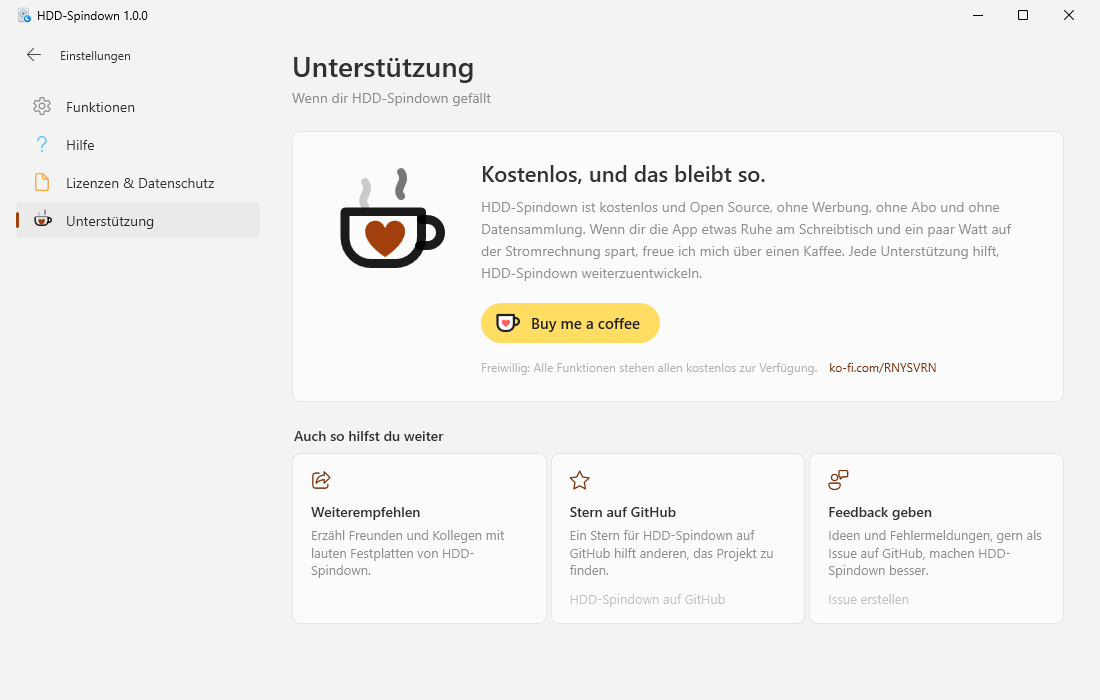 HDD-Spindown 1.0.0
Einstellungen
Funktionen
Hilfe
Lizenzen & Datenschutz
Unterstützung
Unterstützung
Wenn dir HDD-Spindown gefällt
Kostenlos, und das bleibt so.
HDD-Spindown ist kostenlos und Open Source, ohne Werbung, ohne Abo und ohne
Datensammlung. Wenn dir die App etwas Ruhe am Schreibtisch und ein paar Watt auf
der Stromrechnung spart, freue ich mich über einen Kaffee. Jede Unterstützung hilft,
HDD-Spindown weiterzuentwickeln.
Buy me a coffee
Freiwillig: Alle Funktionen stehen allen kostenlos zur Verfügung. ko-fi.com/RNYSVRN
Auch so hilfst du weiter
Weiterempfehlen
Erzähl Freunden und Kollegen mit
lauten Festplatten von HDD-
Spindown.
Stern auf GitHub
Ein Stern für HDD-Spindown auf
GitHub hilft anderen, das Projekt zu
finden.
HDD-Spindown auf GitHub
Feedback geben
Ideen und Fehlermeldungen, gern als
Issue auf GitHub, machen HDD-
Spindown besser.
Issue erstellen